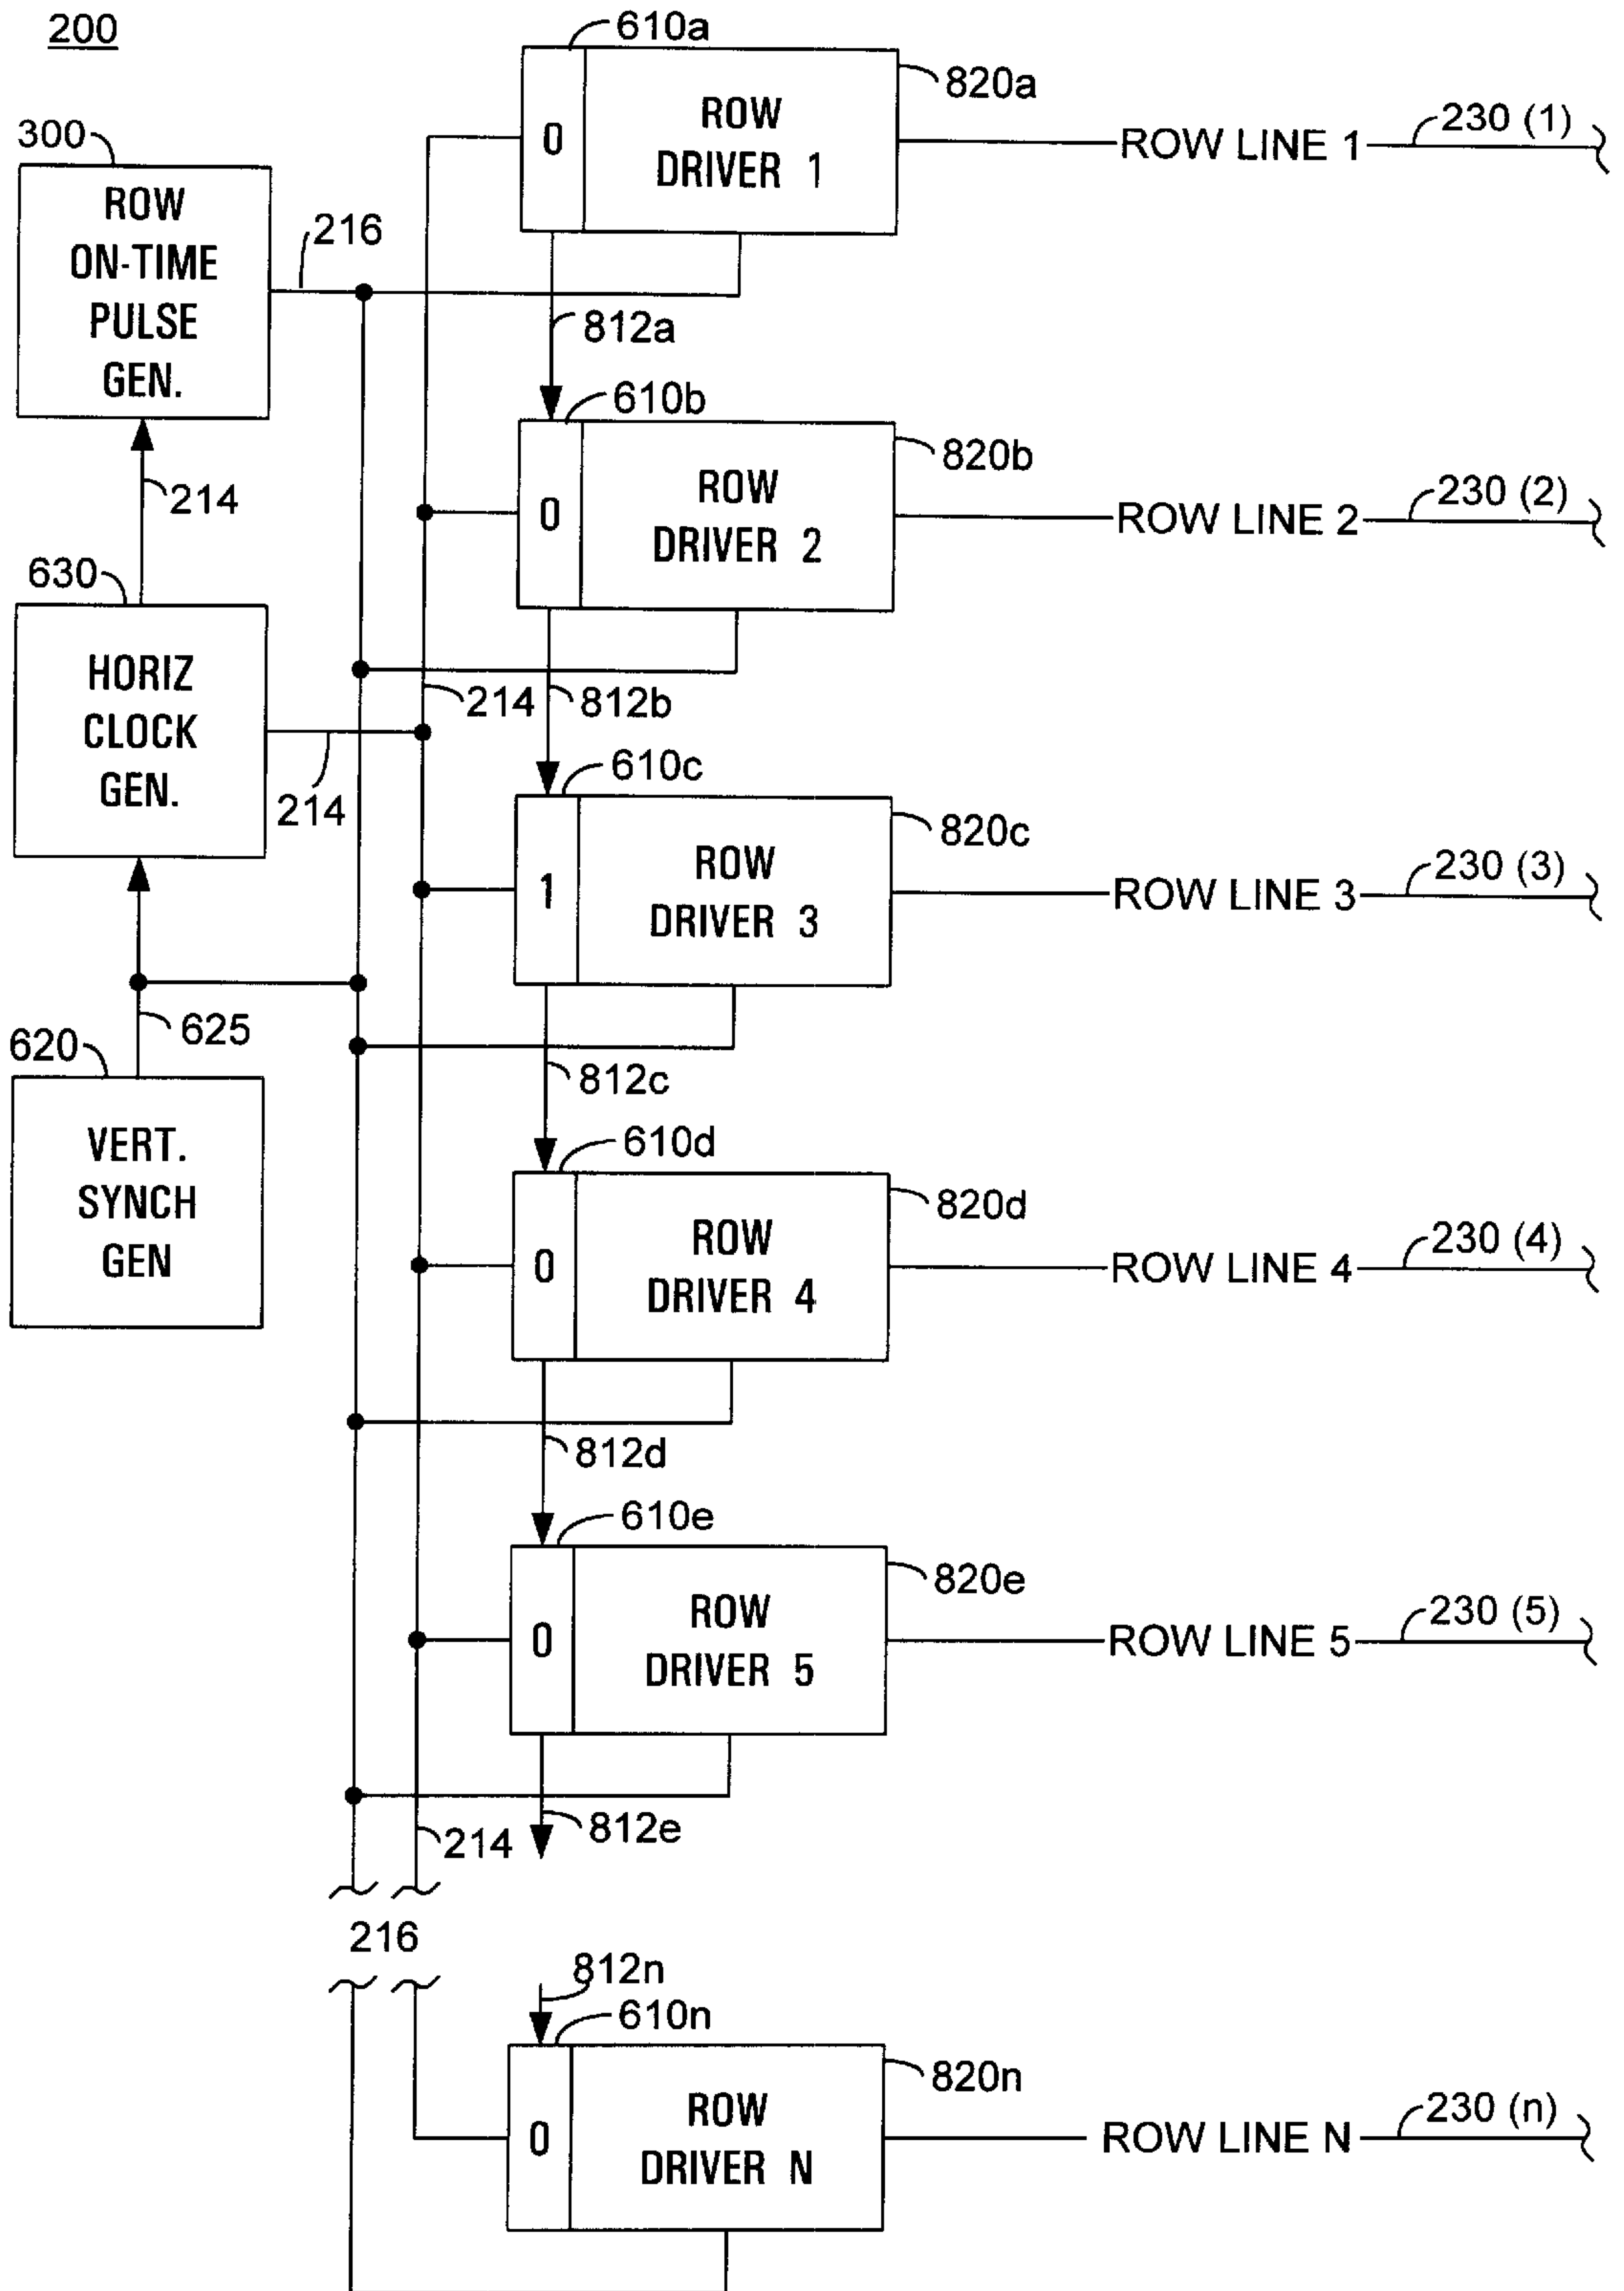 200
610a
820a
0
ROW
DRIVER 1
ROW LINE 1
230 (1)
300
ROW
ON-TIME
PULSE
GEN.
216
812a
610b
820b
0
ROW
DRIVER 2
ROW LINE 2
230 (2)
214
630
HORIZ
CLOCK
GEN.
214
812b
214
610c
820c
1
ROW
DRIVER 3
ROW LINE 3
230 (3)
625
620
VERT.
SYNCH
GEN
812c
610d
820d
0
ROW
DRIVER 4
ROW LINE 4
230 (4)
812d
610e
820e
0
ROW
DRIVER 5
ROW LINE 5
230 (5)
812e
214
216
812n
610n
820n
0
ROW
DRIVER N
ROW LINE N
230 (n)